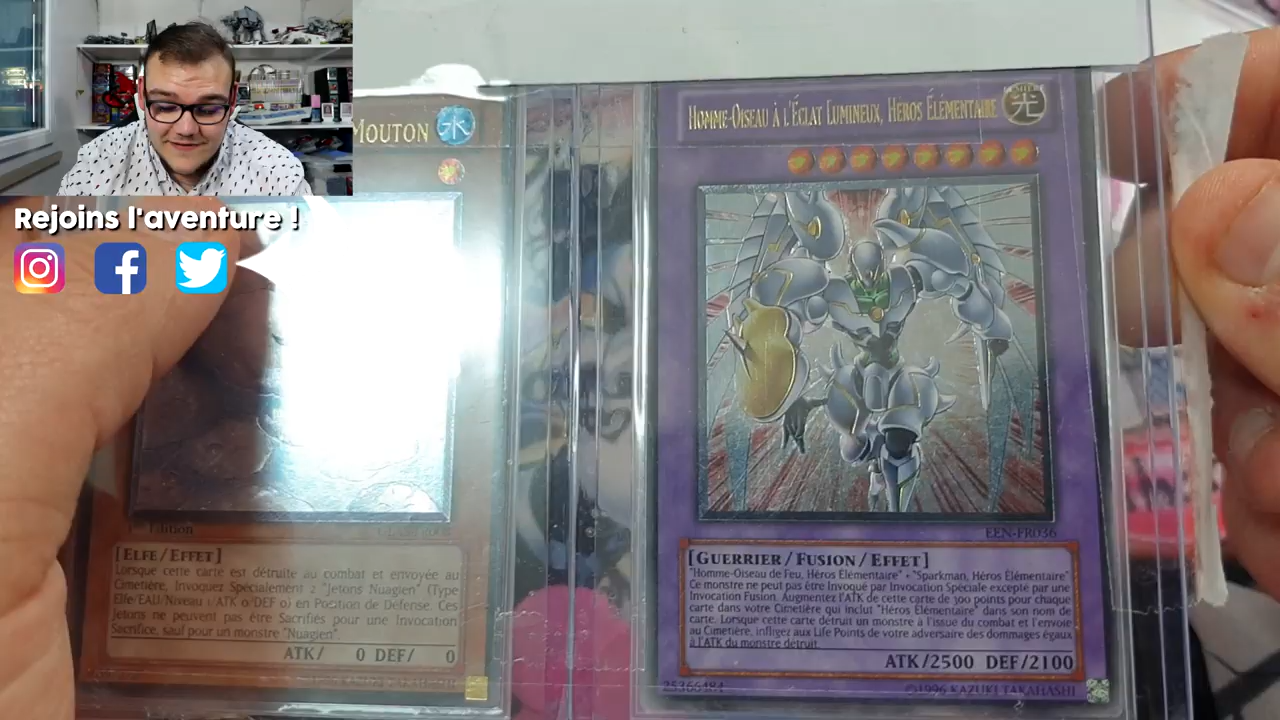 Rejoins l'aventure !
Mouton
Edition
[Elfe/Effet]
Lorsque cette carte est détruite au combat et envoyée au
Cimetière, Invoquez Spécialement 2 "Jetons Nuagien" (Type
Elfe/EAU/Niveau 1/ATK 0/DEF 0) en Position de Défense. Ces
Jetons ne peuvent pas être Sacrifiés pour une Invocation
Sacrifice, sauf pour un monstre "Nuagien".
ATK/ 0 DEF/ 0
Homme-Oiseau à l'Éclat Lumineux, Héros Élémentaire
光
EEN-FR036
[Guerrier/Fusion/Effet]
"Homme-Oiseau de Feu, Héros Élémentaire" + "Sparkman, Héros Élémentaire"
Ce monstre ne peut pas être Invoqué par Invocation Spéciale excepté par une
Invocation Fusion. Augmentez l'ATK de cette carte de 300 points pour chaque
carte dans votre Cimetière qui inclut "Héros Élémentaire" dans son nom de
carte. Lorsque cette carte détruit un monstre à l'issue du combat et l'envoie
au Cimetière, infligez aux Life Points de votre adversaire des dommages égaux
à l'ATK du monstre détruit.
ATK/2500 DEF/2100
25366484
©1996 KAZUKI TAKAHASHI